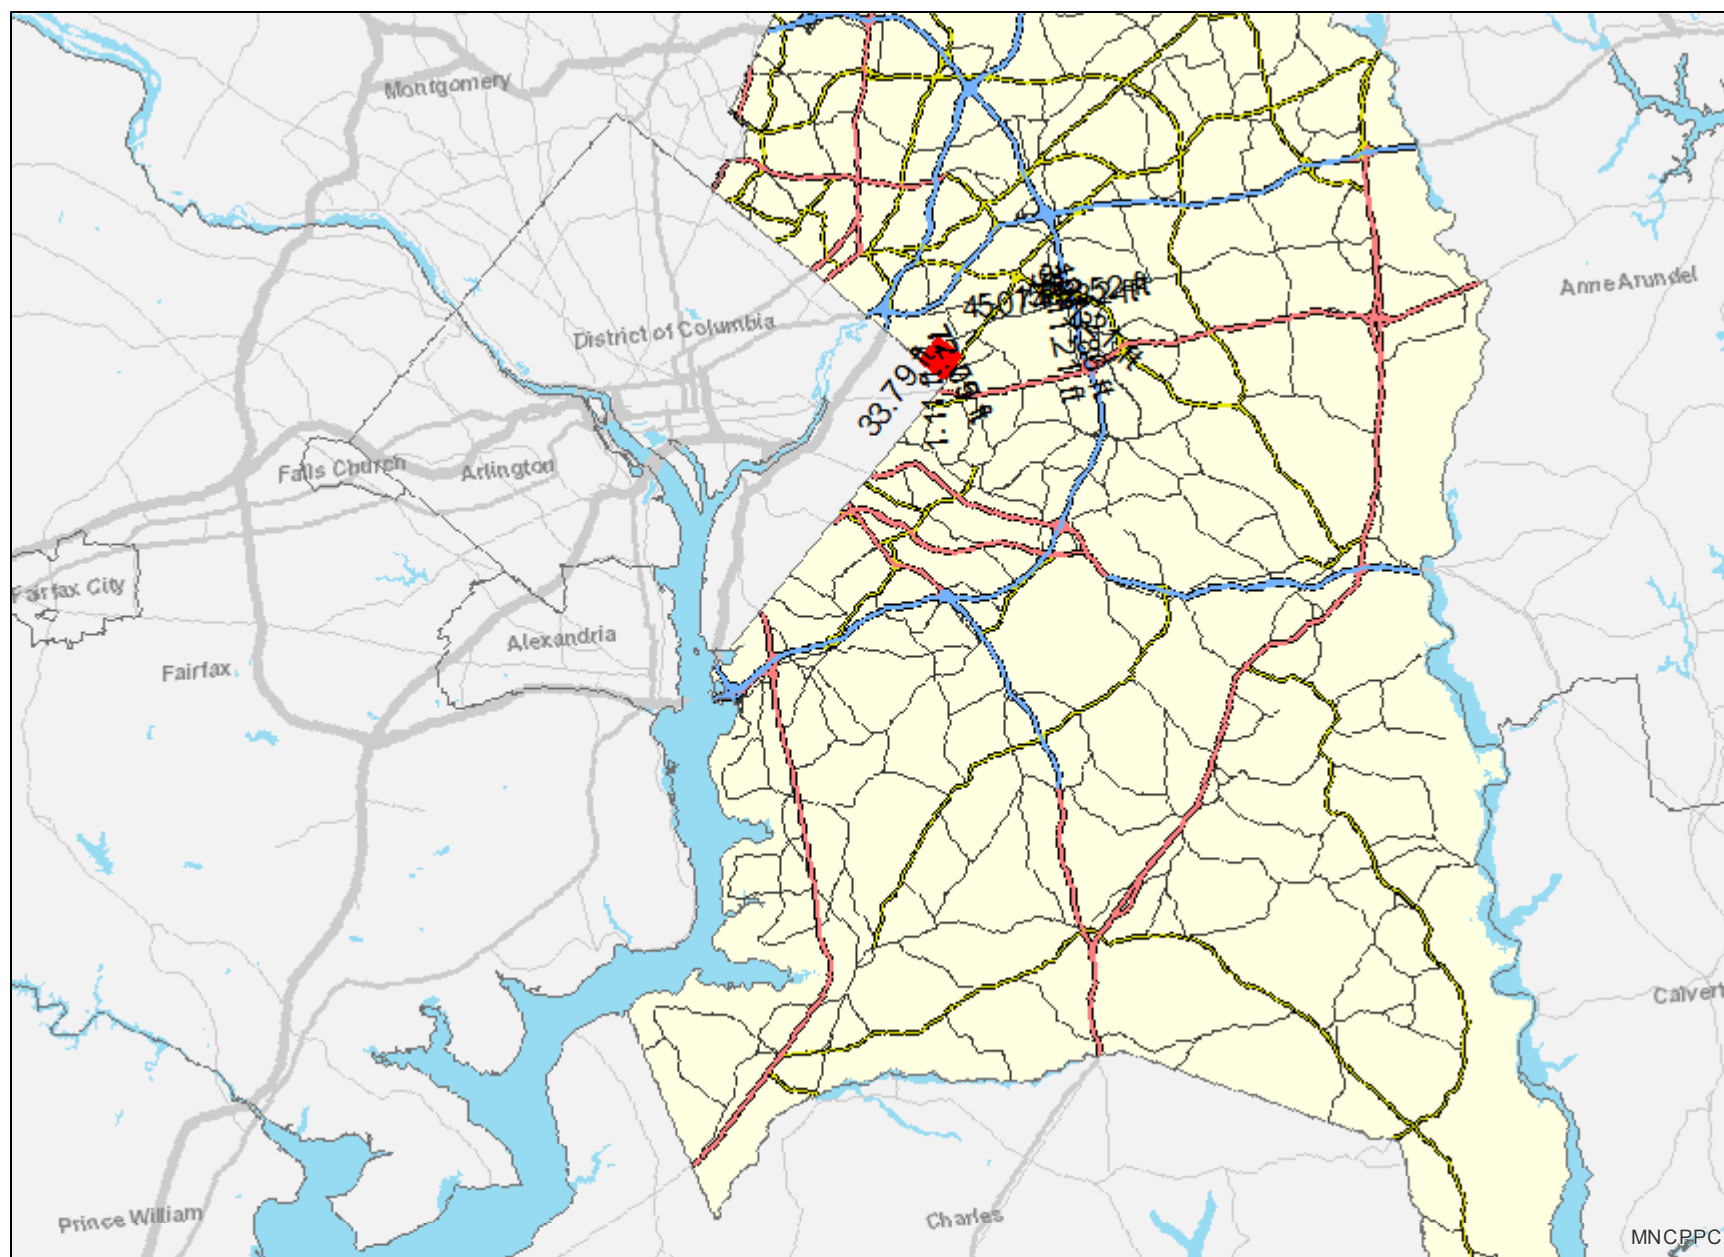 Montgomery
Anne Arundel
District of Columbia
33.79
Falls Church
Arlington
Fairfax City
Alexandria
Fairfax
Calvert
Prince William
Charles
MNCPPC